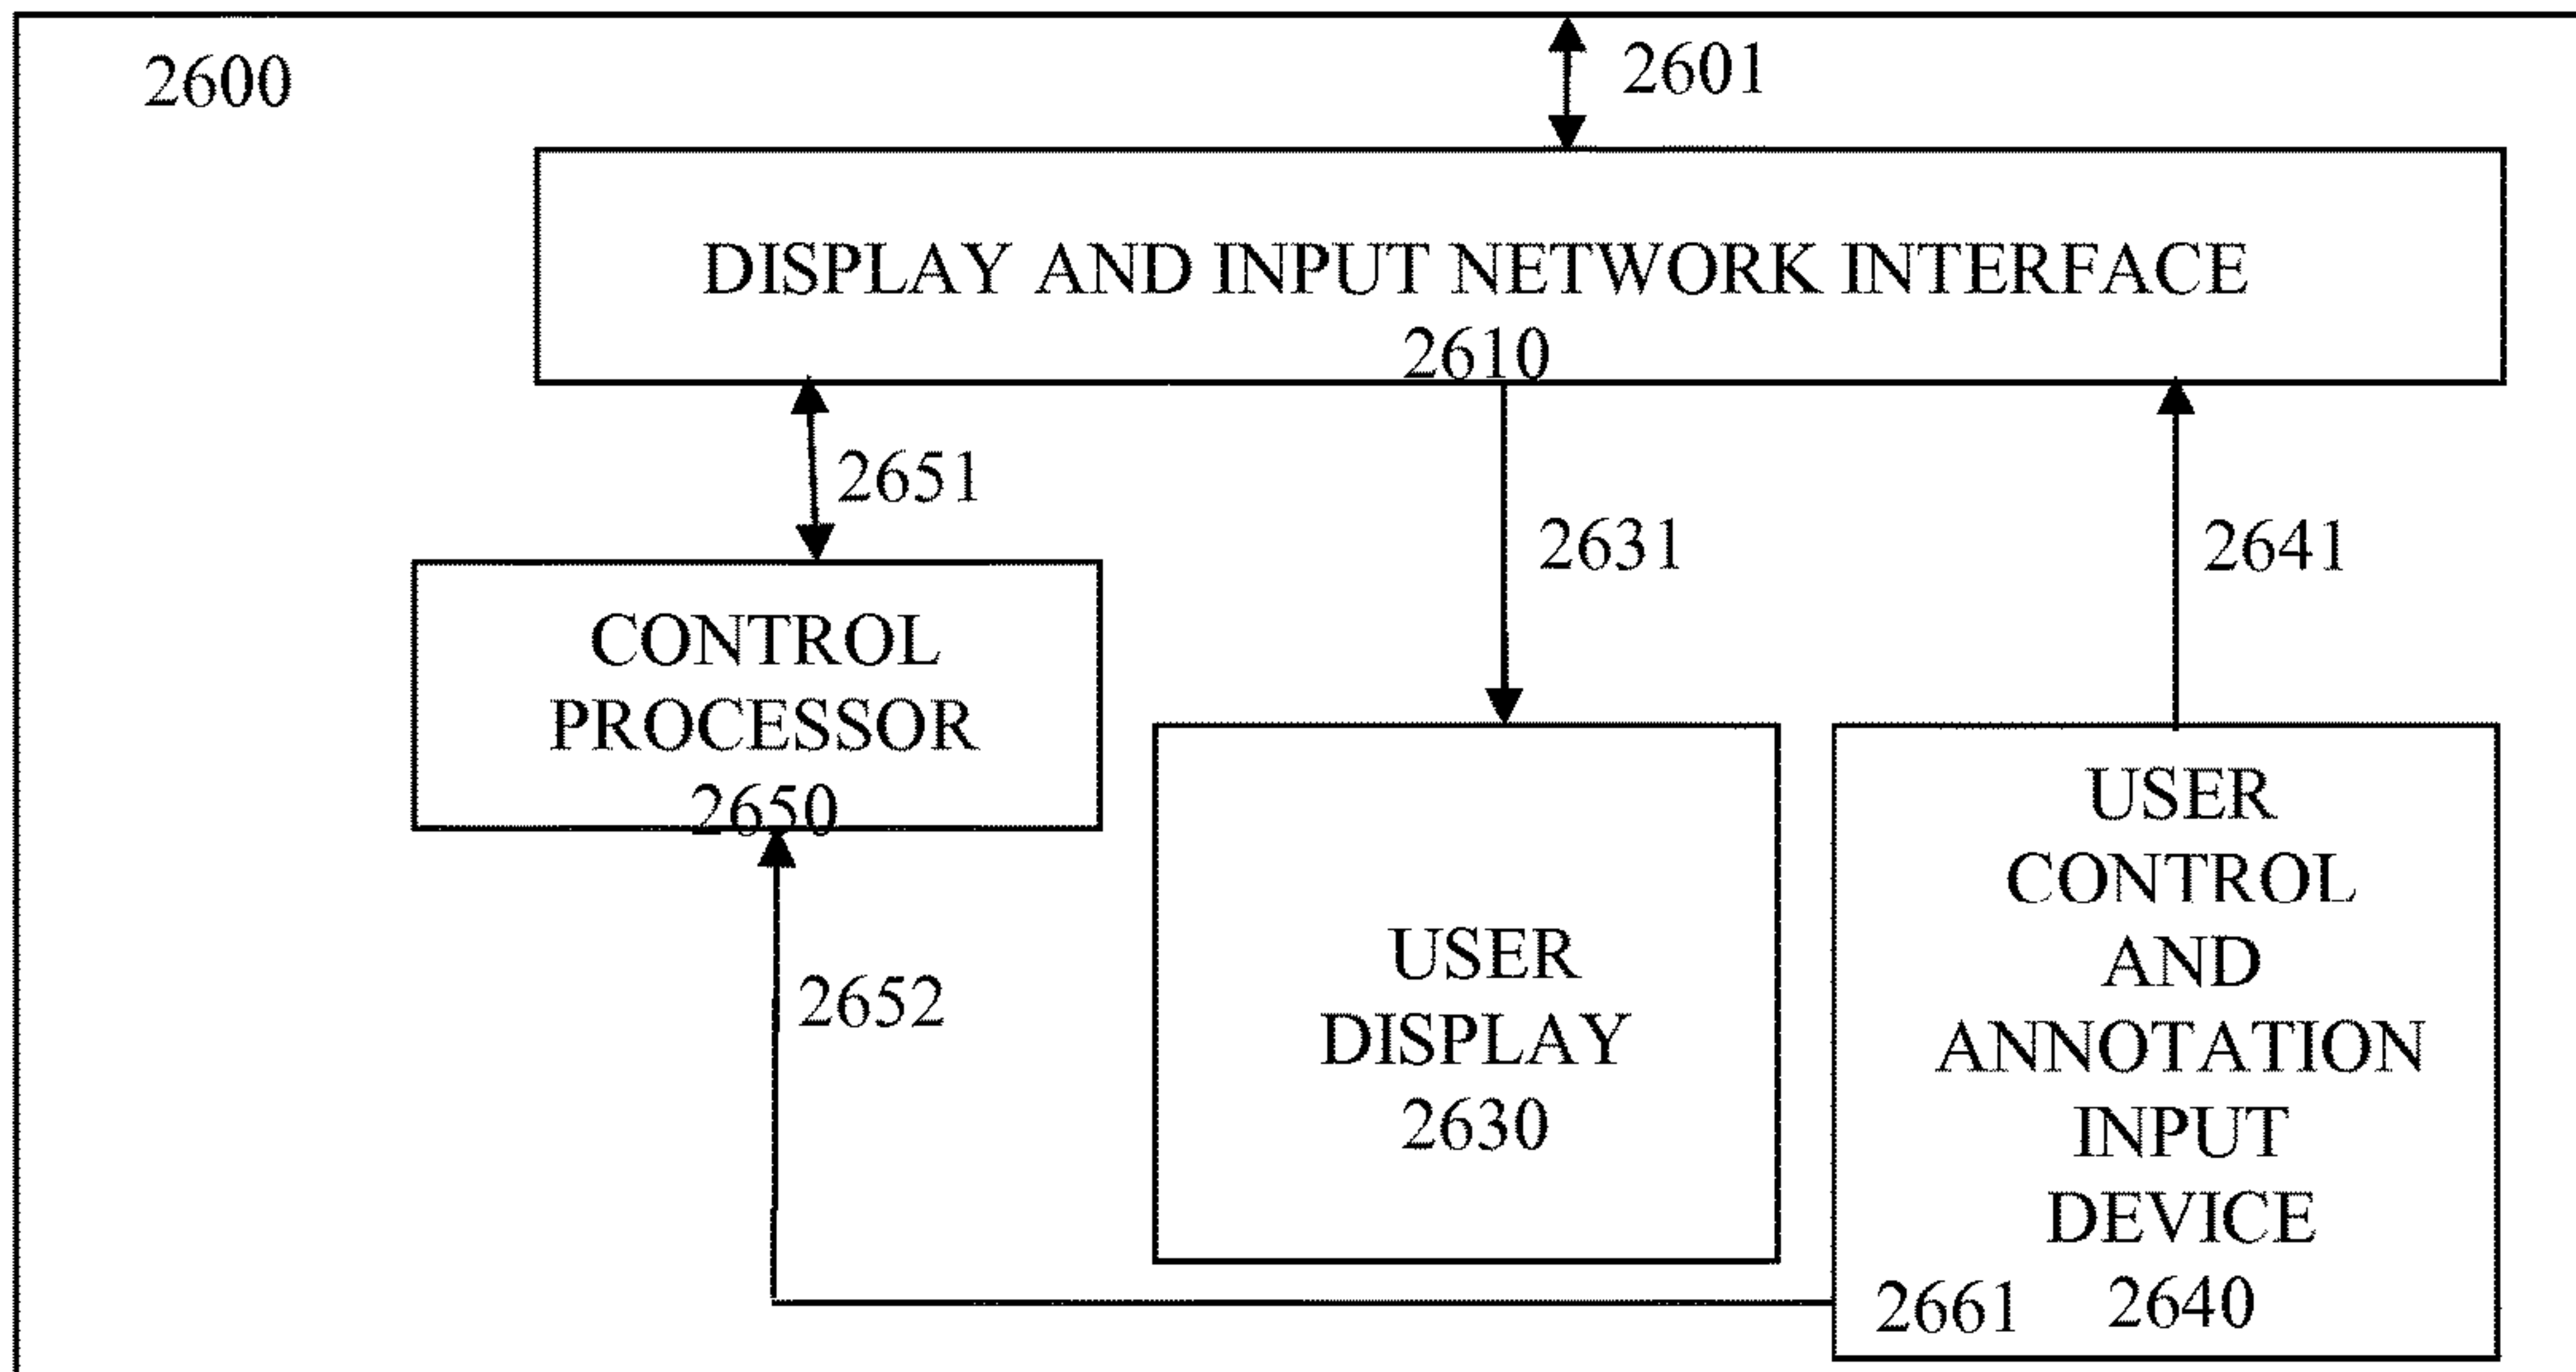 2600
2601
DISPLAY AND INPUT NETWORK INTERFACE
2610
2651
2631
2641
CONTROL
PROCESSOR
2650
2652
USER
DISPLAY
2630
USER
CONTROL
AND
ANNOTATION
INPUT
DEVICE
2661 2640